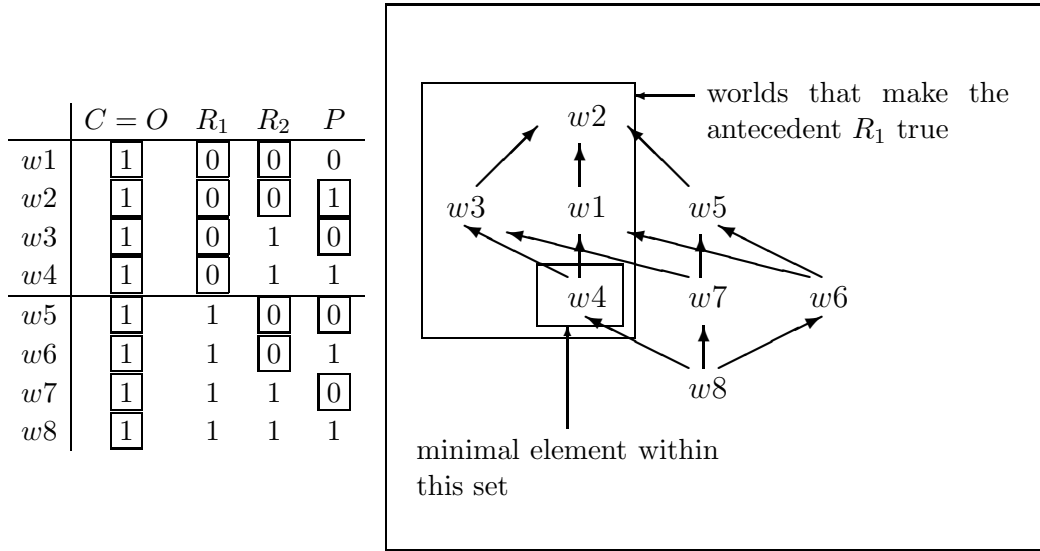 C = O R1 R2 P
w1 1 0 0 0
w2 1 0 0 1
w3 1 0 1 0
w4 1 0 1 1
w5 1 1 0 0
w6 1 1 0 1
w7 1 1 1 0
w8 1 1 1 1
worlds that make the
antecedent R1 true
w2
w3 w1 w5
w4 w7 w6
w8
minimal element within
this set